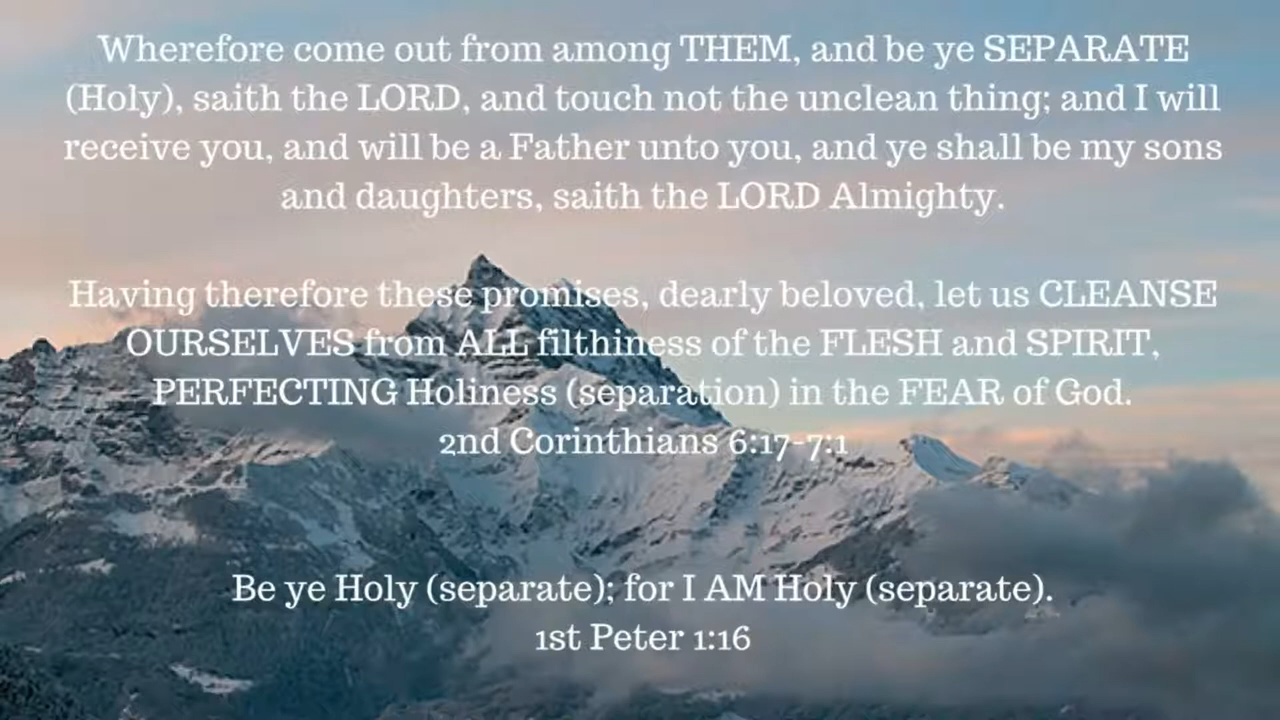 Wherefore come out from among THEM, and be ye SEPARATE
(Holy), saith the LORD, and touch not the unclean thing; and I will
receive you, and will be a Father unto you, and ye shall be my sons
and daughters, saith the LORD Almighty.
Having therefore these promises, dearly beloved, let us CLEANSE
OURSELVES from ALL filthiness of the FLESH and SPIRIT,
PERFECTING Holiness (separation) in the FEAR of God.
2nd Corinthians 6:17-7:1
Be ye Holy (separate); for I AM Holy (separate).
1st Peter 1:16